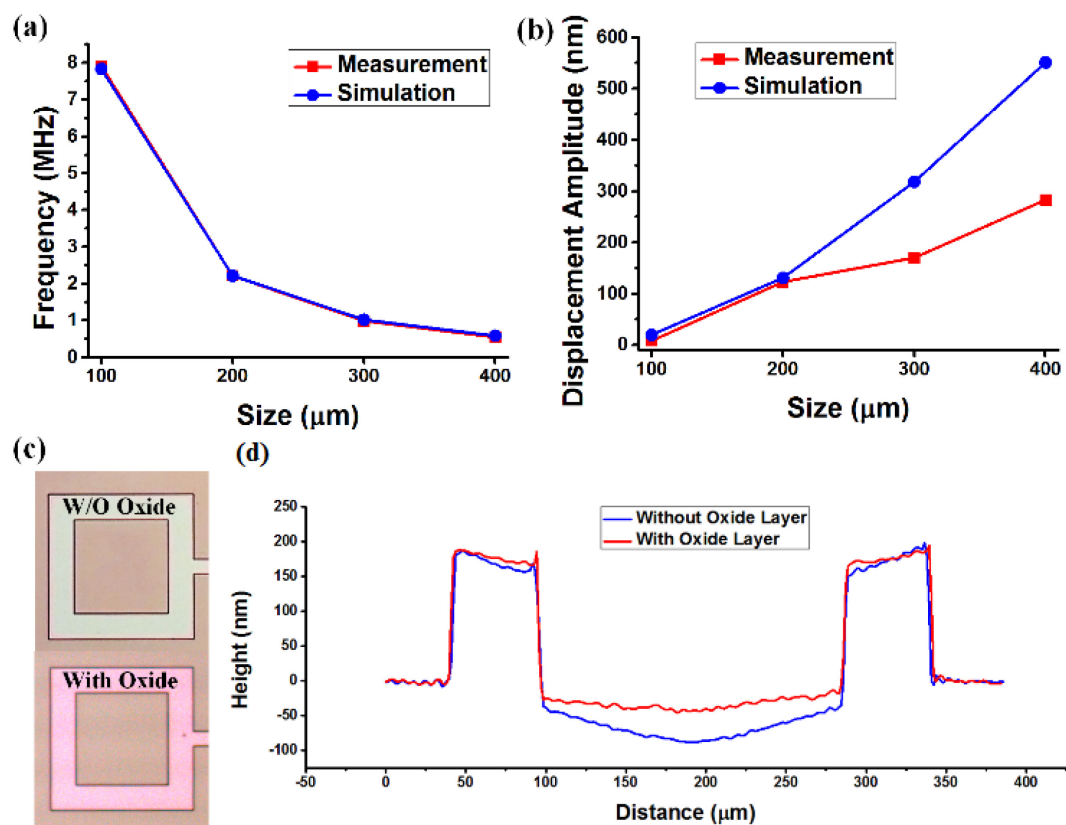 (a)
Measurement
Simulation
8
7
6
5
4
3
2
1
0
Frequency (MHz)
100 200 300 400
Size (μm)
(b)
Measurement
Simulation
600
500
400
300
200
100
0
Displacement Amplitude (nm)
100 200 300 400
Size (μm)
(c)
W/O Oxide
With Oxide
(d)
Without Oxide Layer
With Oxide Layer
250
200
150
100
50
0
-50
-100
Height (nm)
-50 0 50 100 150 200 250 300 350 400
Distance (μm)